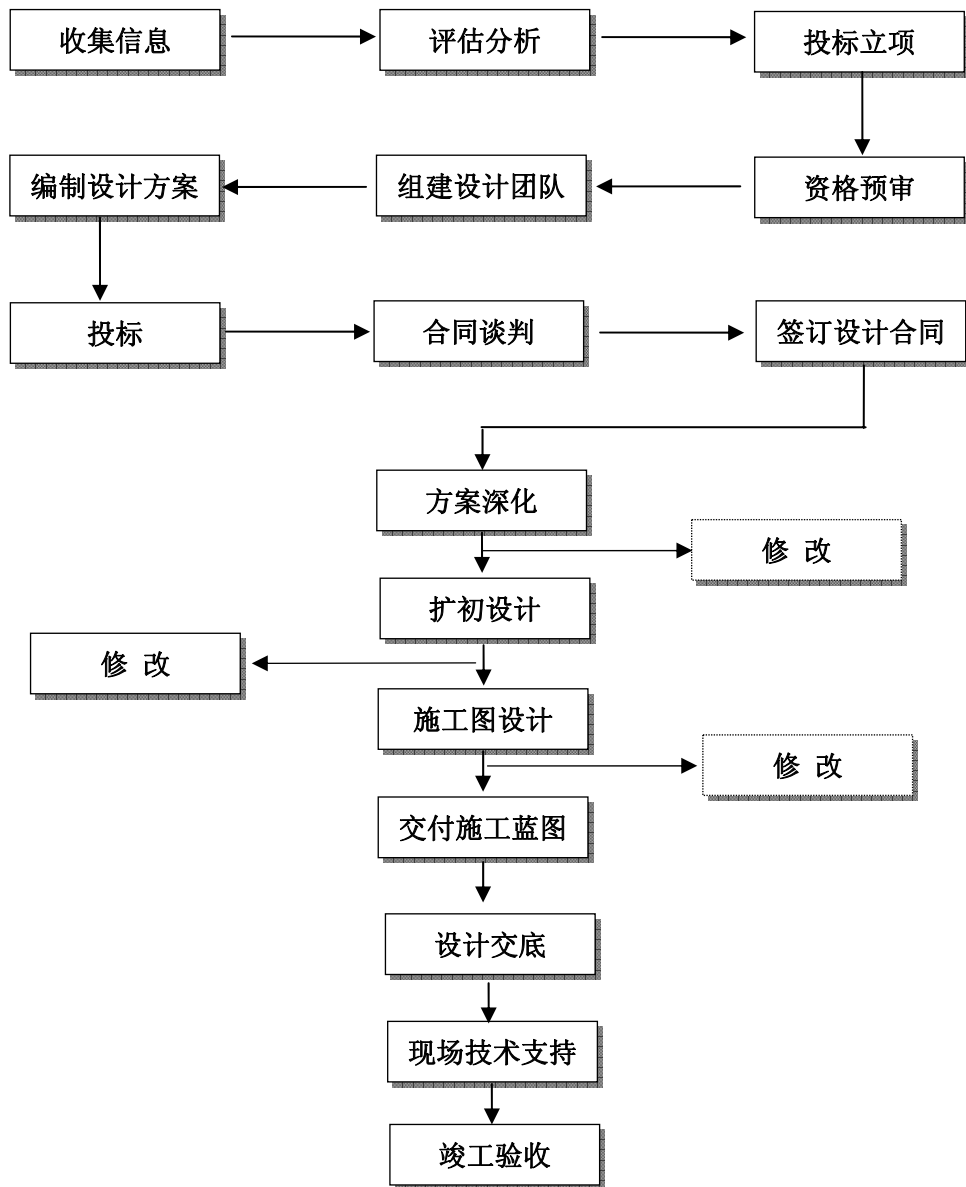 收集信息
评估分析
投标立项
资格预审
组建设计团队
编制设计方案
投标
合同谈判
签订设计合同
方案深化
修 改
扩初设计
修 改
施工图设计
修 改
交付施工蓝图
设计交底
现场技术支持
竣工验收